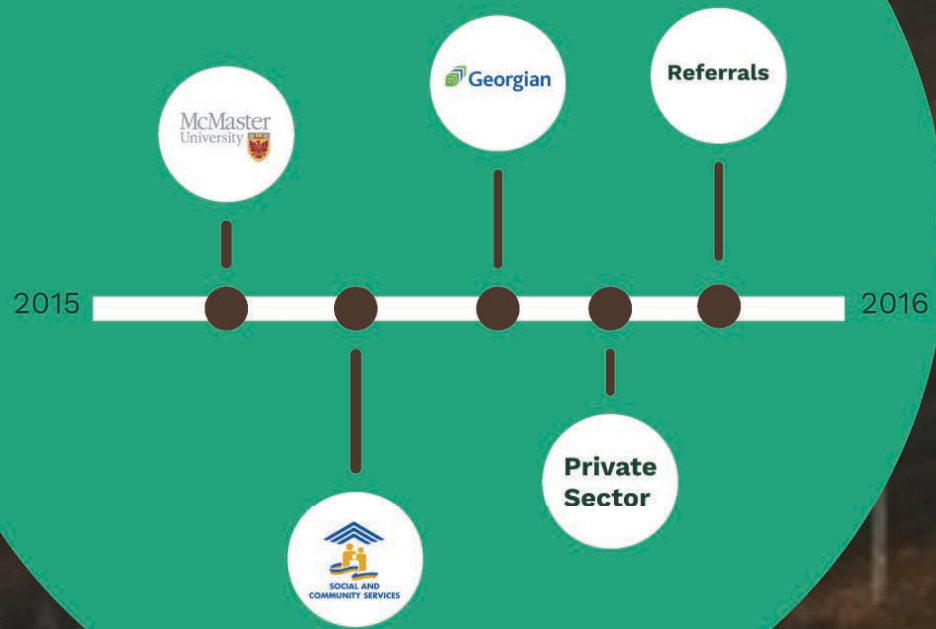 McMaster
University
Georgian
Referrals
2015
2016
Private
Sector
SOCIAL AND
COMMUNITY SERVICES